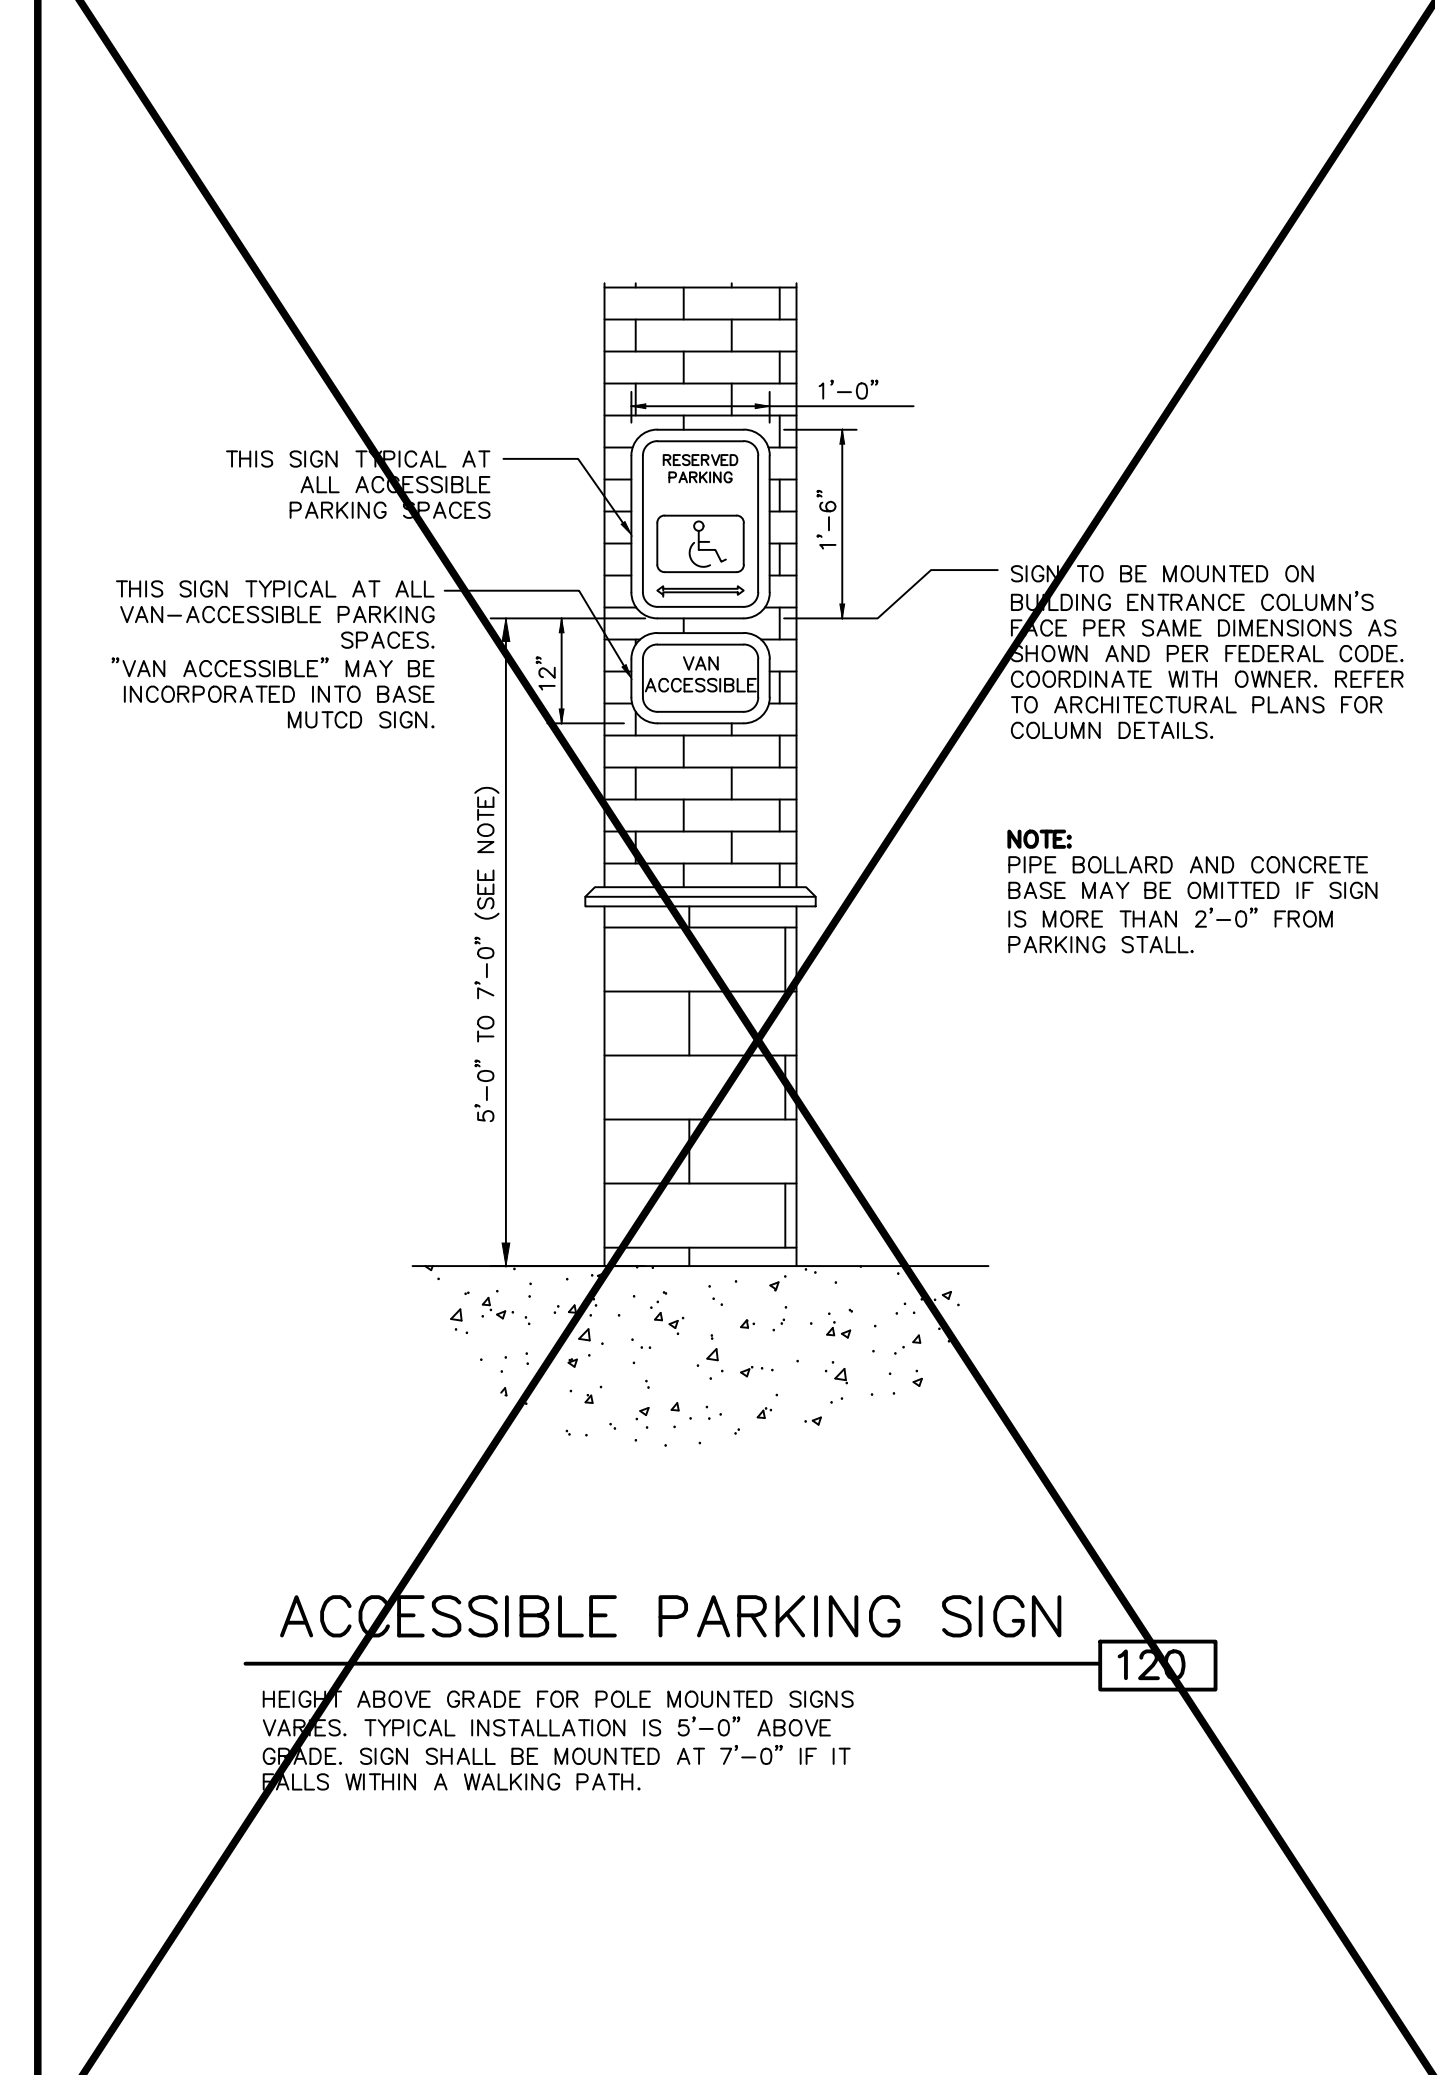 1'-0"
RESERVED
PARKING
1'-6"
THIS SIGN TYPICAL AT
ALL ACCESSIBLE
PARKING SPACES
THIS SIGN TYPICAL AT ALL
VAN-ACCESSIBLE PARKING
SPACES.
"VAN ACCESSIBLE" MAY BE
INCORPORATED INTO BASE
MUTCD SIGN.
12"
VAN
ACCESSIBLE
SIGN TO BE MOUNTED ON
BUILDING ENTRANCE COLUMN'S
FACE PER SAME DIMENSIONS AS
SHOWN AND PER FEDERAL CODE.
COORDINATE WITH OWNER. REFER
TO ARCHITECTURAL PLANS FOR
COLUMN DETAILS.
5'-0" TO 7'-0" (SEE NOTE)
NOTE:
PIPE BOLLARD AND CONCRETE
BASE MAY BE OMITTED IF SIGN
IS MORE THAN 2'-0" FROM
PARKING STALL.
ACCESSIBLE PARKING SIGN
120
HEIGHT ABOVE GRADE FOR POLE MOUNTED SIGNS
VARIES. TYPICAL INSTALLATION IS 5'-0" ABOVE
GRADE. SIGN SHALL BE MOUNTED AT 7'-0" IF IT
FALLS WITHIN A WALKING PATH.